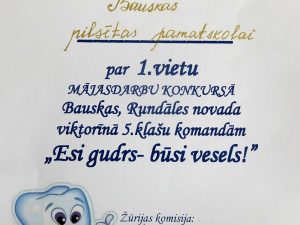 Bauskas
pilsētas pamatskolai
par 1.vietu
MĀJASDARBU KONKURSĀ
Bauskas, Rundāles novada
viktorīnā 5.klašu komandām
„Esi gudrs- būsi vesels!”
Žūrijas komisija: